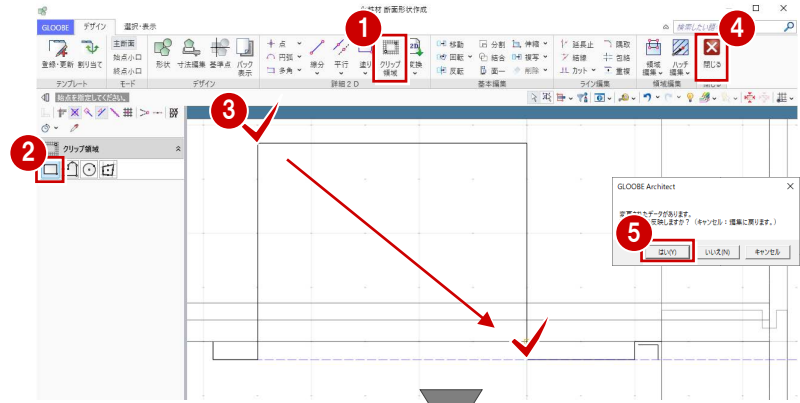 化粧材 断面形状作成
1
4
GLOOBE デザイン 選択・表示
検索したい
登録・更新 割り当て
主断面
始点小口
終点小口
形状 寸法編集 基準点 バック表示
点
円弧
多角
線分 平行 塗り
クリップ領域
変換
移動 分割 伸縮
回転 結合 複写
反転 面一 削除
延長止 隅取
結線 包絡
カット 重複
領域編集 ハッチ編集
閉じる
テンプレート モード デザイン 詳細２Ｄ 基本編集 ライン編集 領域編集
始点を指示してください。
3
2
クリップ領域
GLOOBE Architect
変更されたデータがあります。
反映しますか？ （キャンセル：編集に戻ります。）
5
はい(Y) いいえ(N) キャンセル